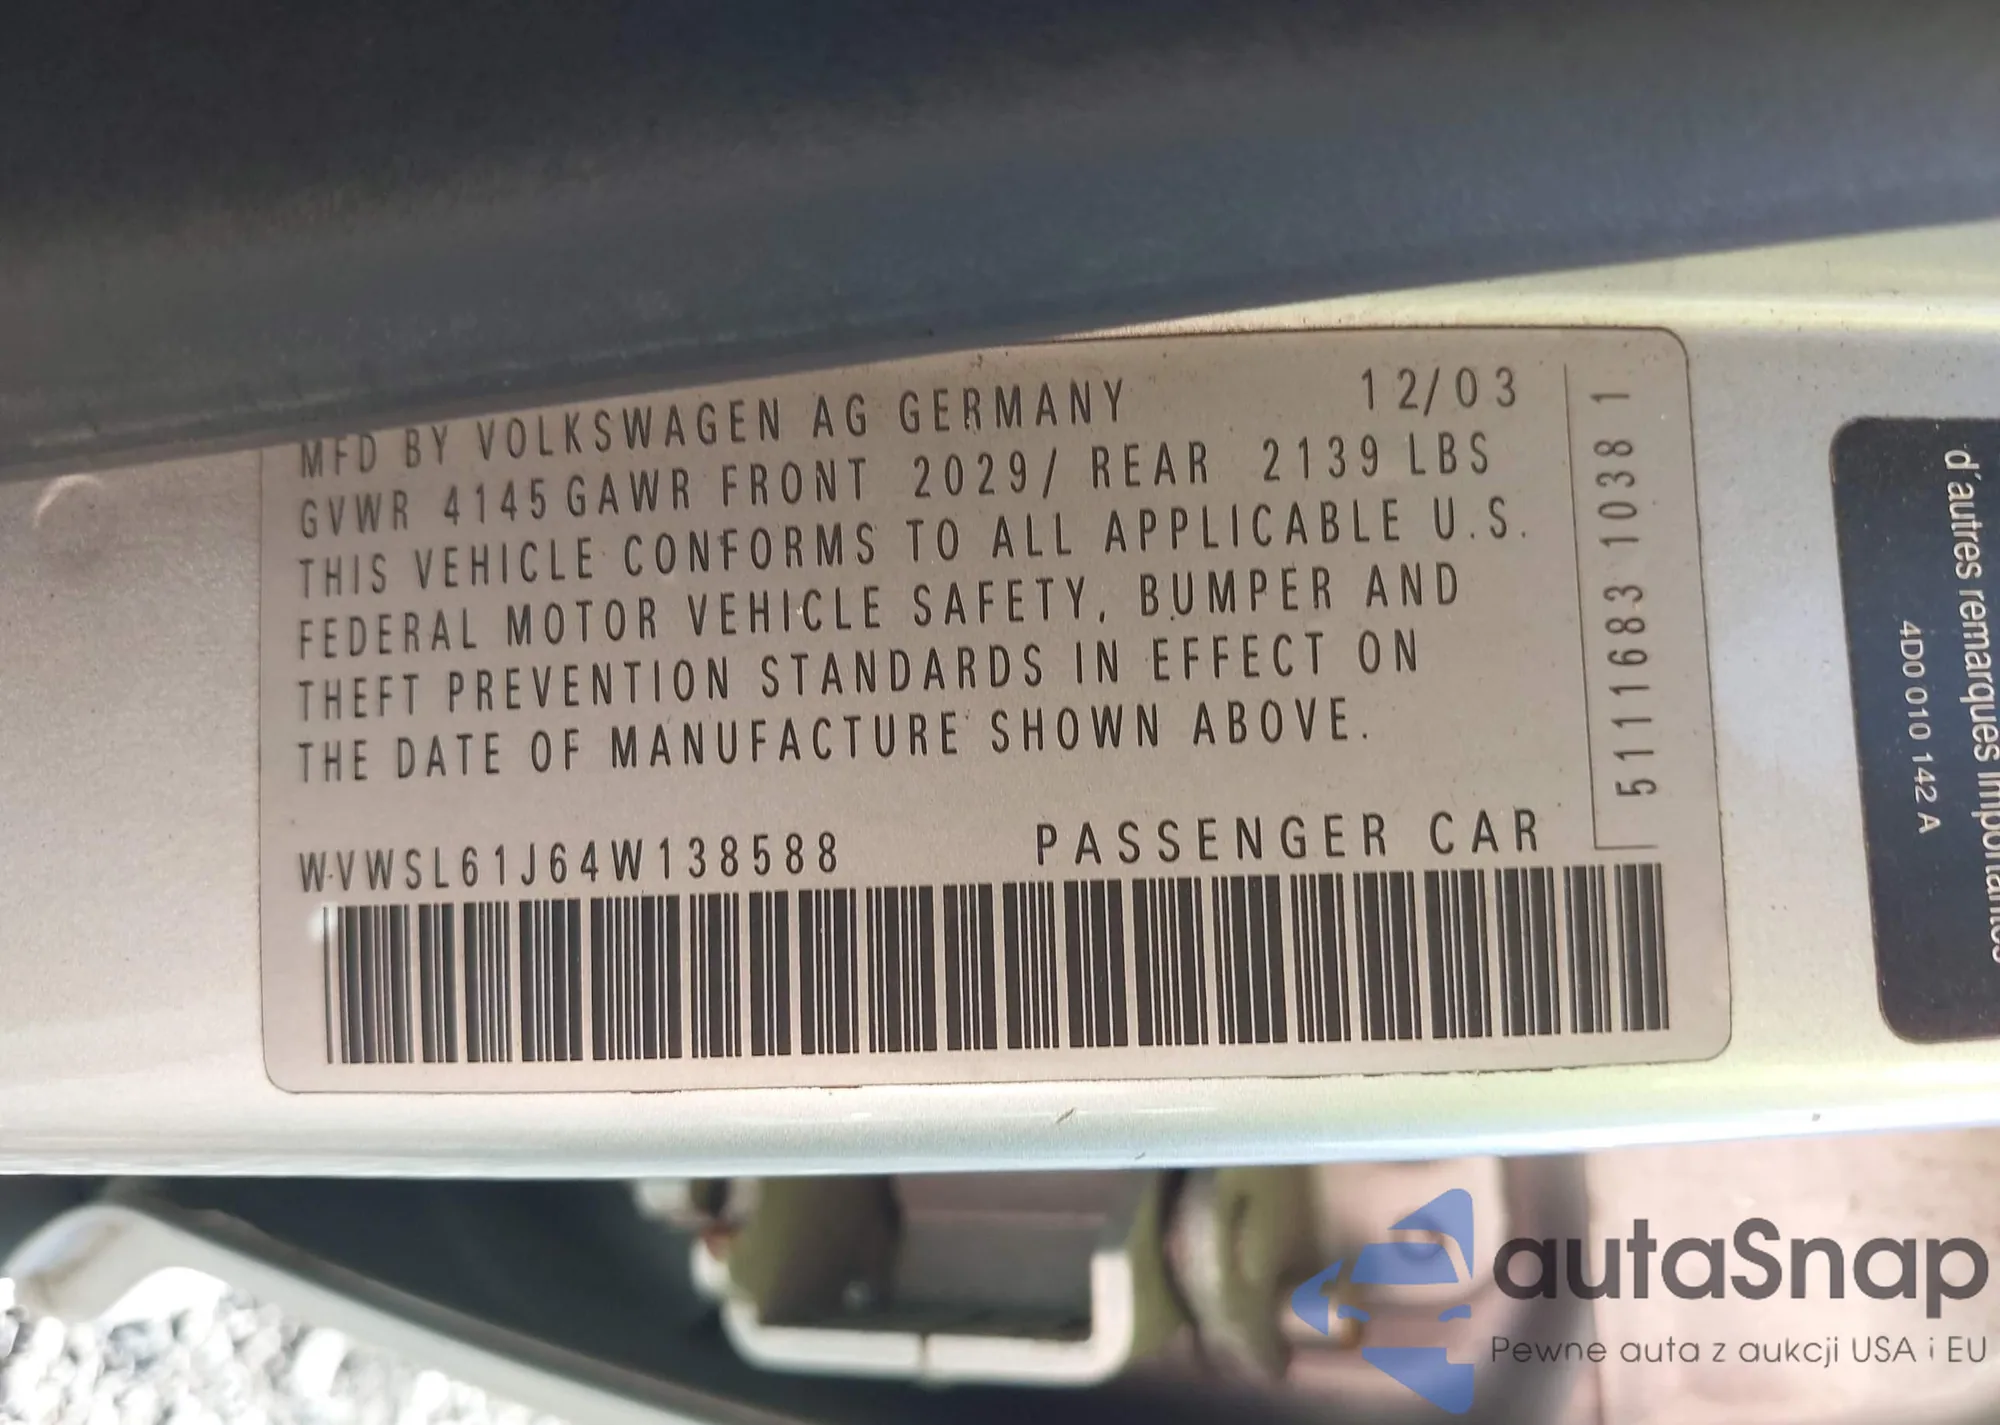 MFD BY VOLKSWAGEN AG GERMANY 12/03
GVWR 4145 GAWR FRONT 2029/ REAR 2139 LBS
THIS VEHICLE CONFORMS TO ALL APPLICABLE U.S.
FEDERAL MOTOR VEHICLE SAFETY, BUMPER AND
THEFT PREVENTION STANDARDS IN EFFECT ON
THE DATE OF MANUFACTURE SHOWN ABOVE.
WVWSL61J64W138588 PASSENGER CAR
5111683 1038 1
d'autres remarques importantes
4D0 010 142 A
autaSnap
Pewne auta z aukcji USA i EU